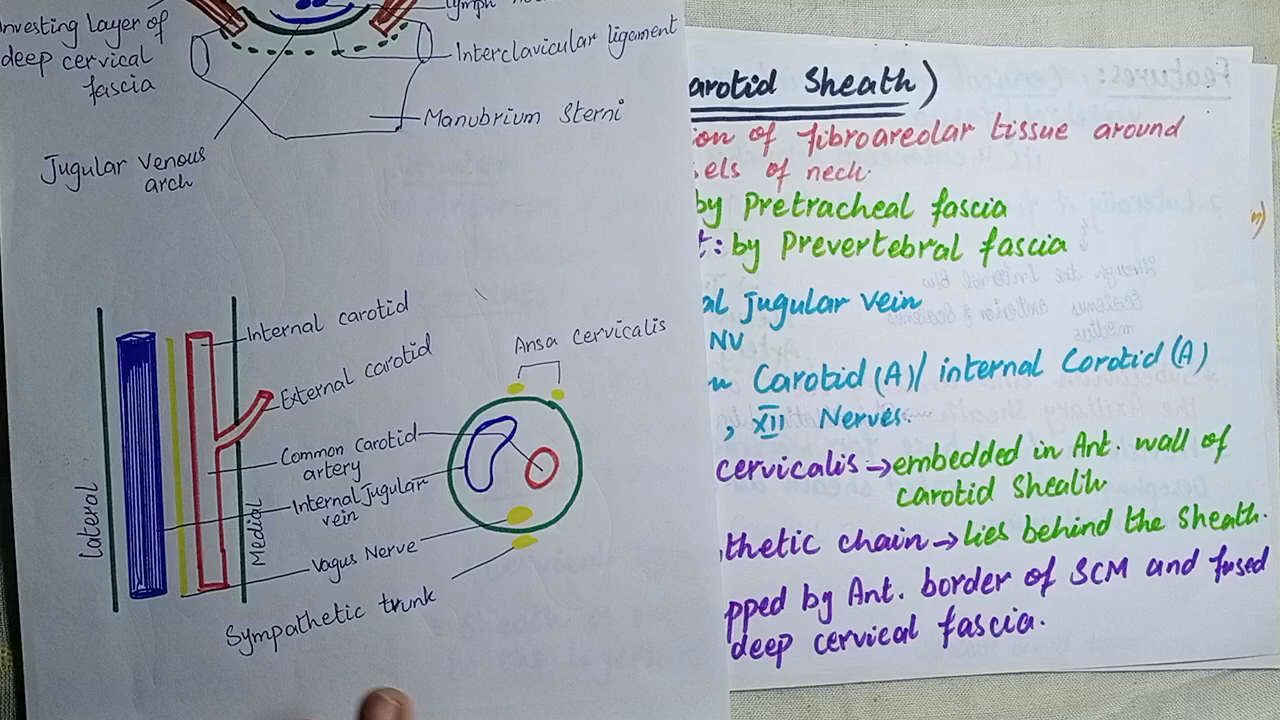 Investing Layer of
deep cervical
fascia
Lymph
Interclavicular ligament
Manubrium Sterni
Jugular venous
arch
Internal carotid
External carotid
Ansa Cervicalis
Common carotid
artery
Internal jugular
vein
Vagus Nerve
Sympathetic trunk
Lateral
Medial
arotid Sheath)
ion of fibroareolar tissue around
els of neck.
by Pretracheal fascia
t: by Prevertebral fascia
al Jugular vein
NV
Carotid (A)/ internal Corotid (A)
, XII Nerves.
cervicalis → embedded in Ant. wall of
carotid Sheath
thetic chain → lies behind the sheath.
pped by Ant. border of SCM and fused
deep cervical fascia.
Features: